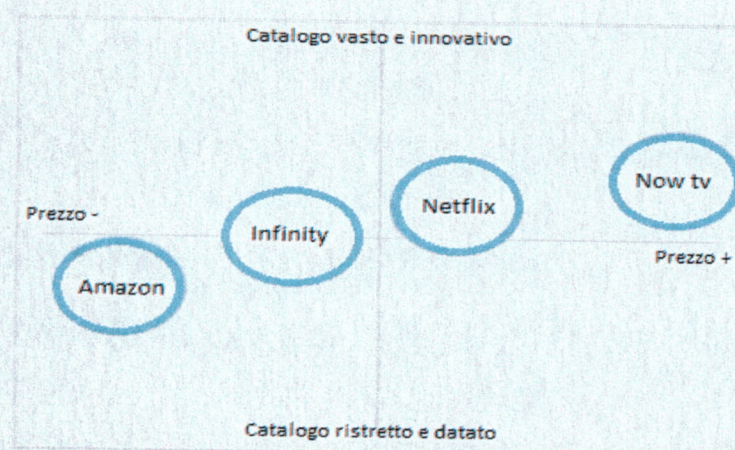 Catalogo vasto e innovativo
Now tv
Netflix
Prezzo -
Infinity
Prezzo +
Amazon
Catalogo ristretto e datato